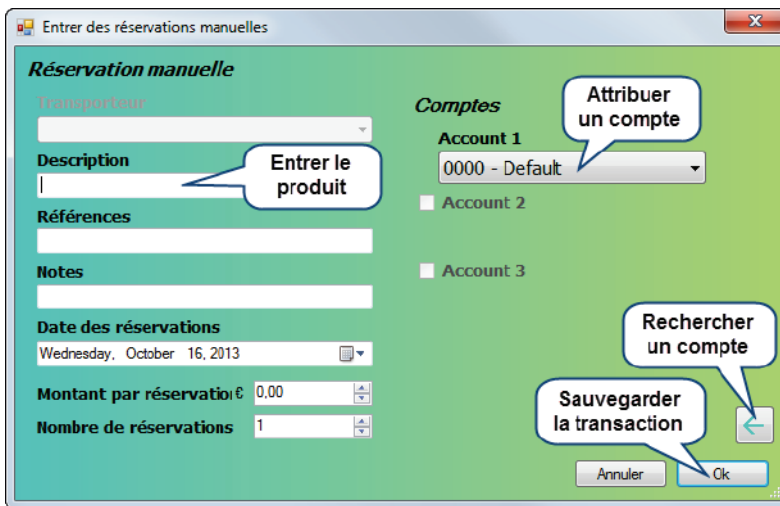 Entrer des réservations manuelles
Réservation manuelle
Transporteur
Description
Entrer le
produit
Références
Notes
Date des réservations
Wednesday, October 16, 2013
Montant par réservation € 0,00
Nombre de réservations 1
Comptes
Attribuer
un compte
Account 1
0000 - Default
Account 2
Account 3
Rechercher
un compte
Sauvegarder
la transaction
Annuler
Ok